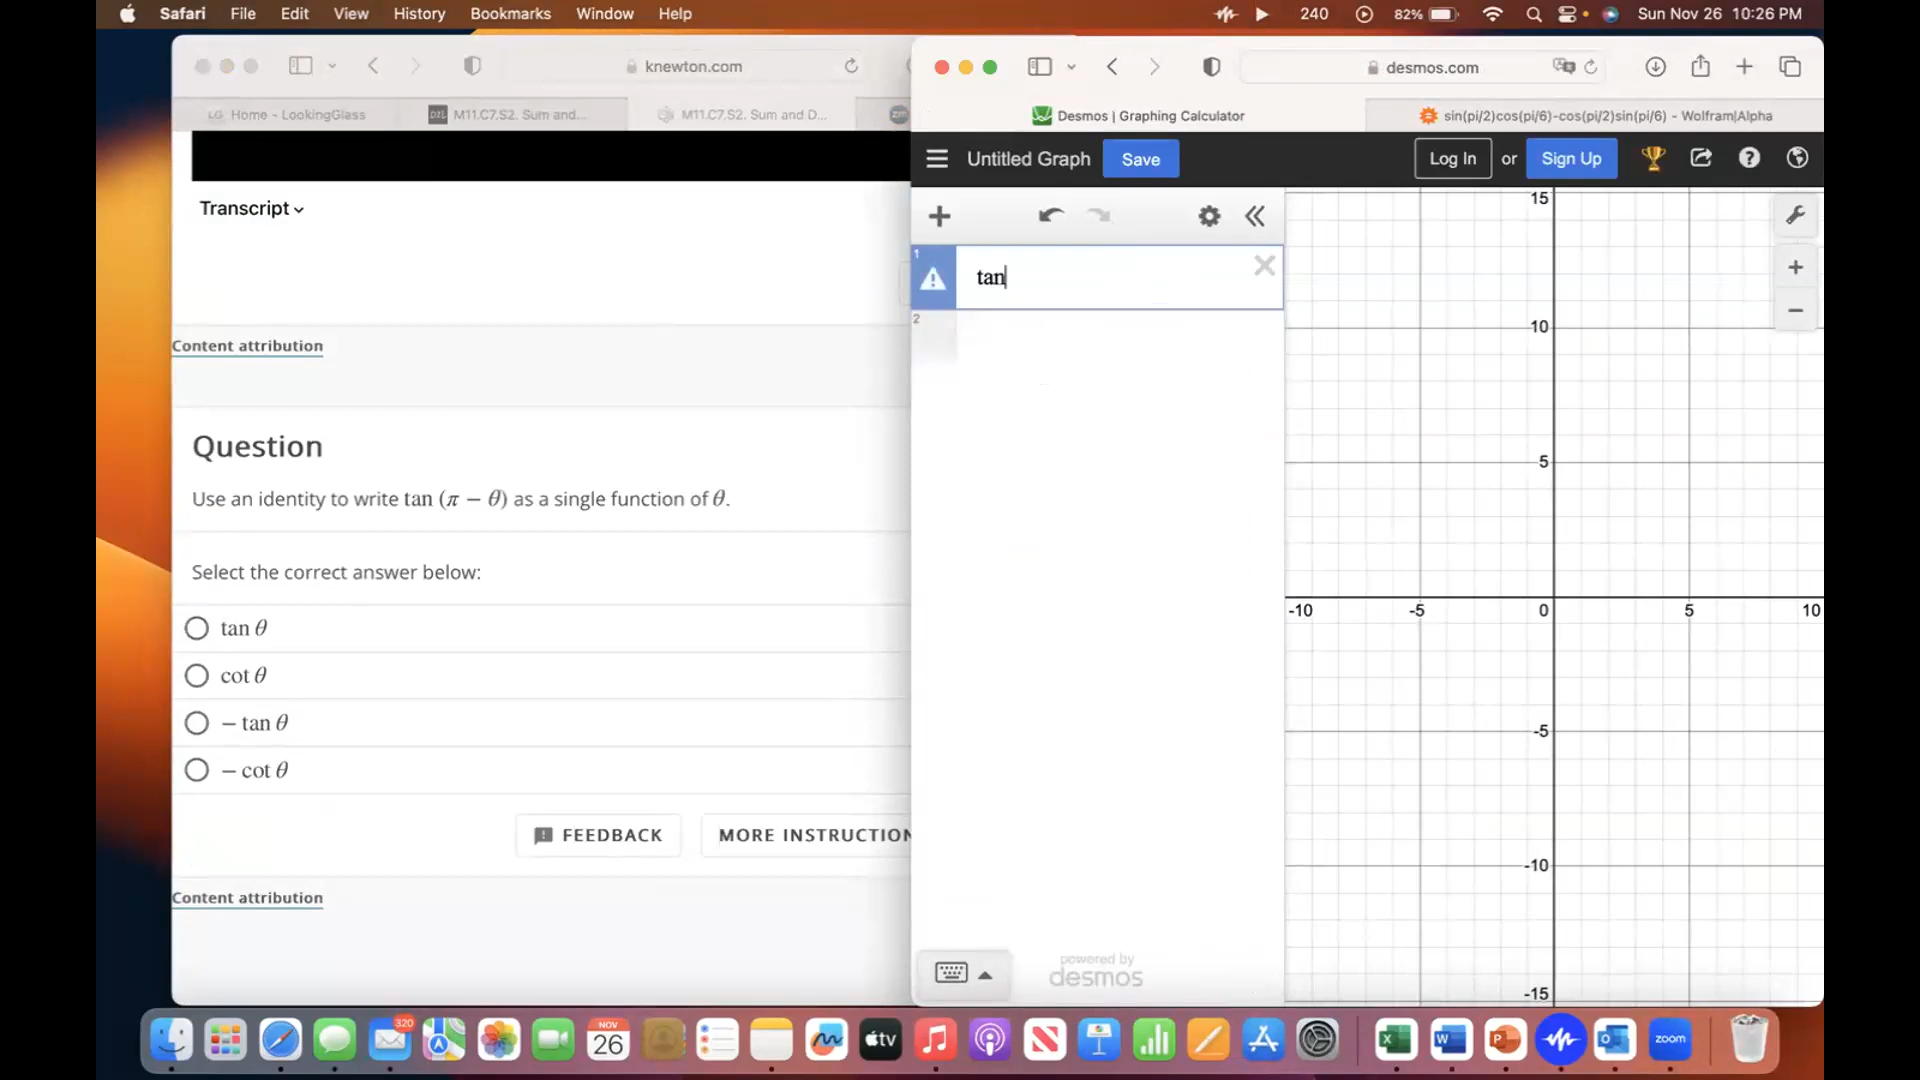 Safari File Edit View History Bookmarks Window Help
240 82% Sun Nov 26 10:26 PM
knewton.com
LG Home - LookingGlass
DZL M11.C7.S2. Sum and...
M11.C7.S2. Sum and D...
zm
desmos.com
Desmos | Graphing Calculator
sin(pi/2)cos(pi/6)-cos(pi/2)sin(pi/6) - Wolfram|Alpha
Untitled Graph Save
Log In or Sign Up
Transcript
Content attribution
Question
Use an identity to write tan (π − θ) as a single function of θ.
Select the correct answer below:
tan θ
cot θ
− tan θ
− cot θ
FEEDBACK
MORE INSTRUCTION
Content attribution
1
tan
2
powered by
desmos
15
10
5
-10 -5 0 5 10
-5
-10
-15
320
NOV
26
tv
X
W
P
O
zoom